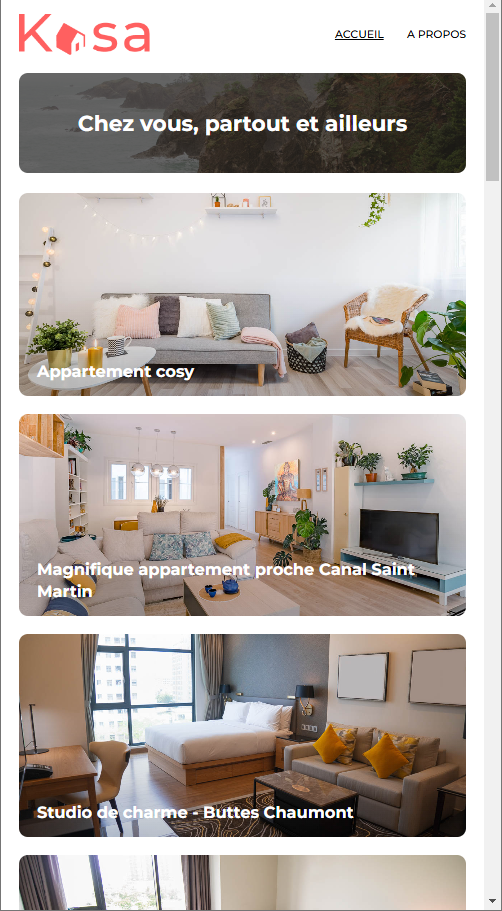 Kasa
ACCUEIL
A PROPOS
Chez vous, partout et ailleurs
Appartement cosy
Magnifique appartement proche Canal Saint
Martin
Studio de charme - Buttes Chaumont